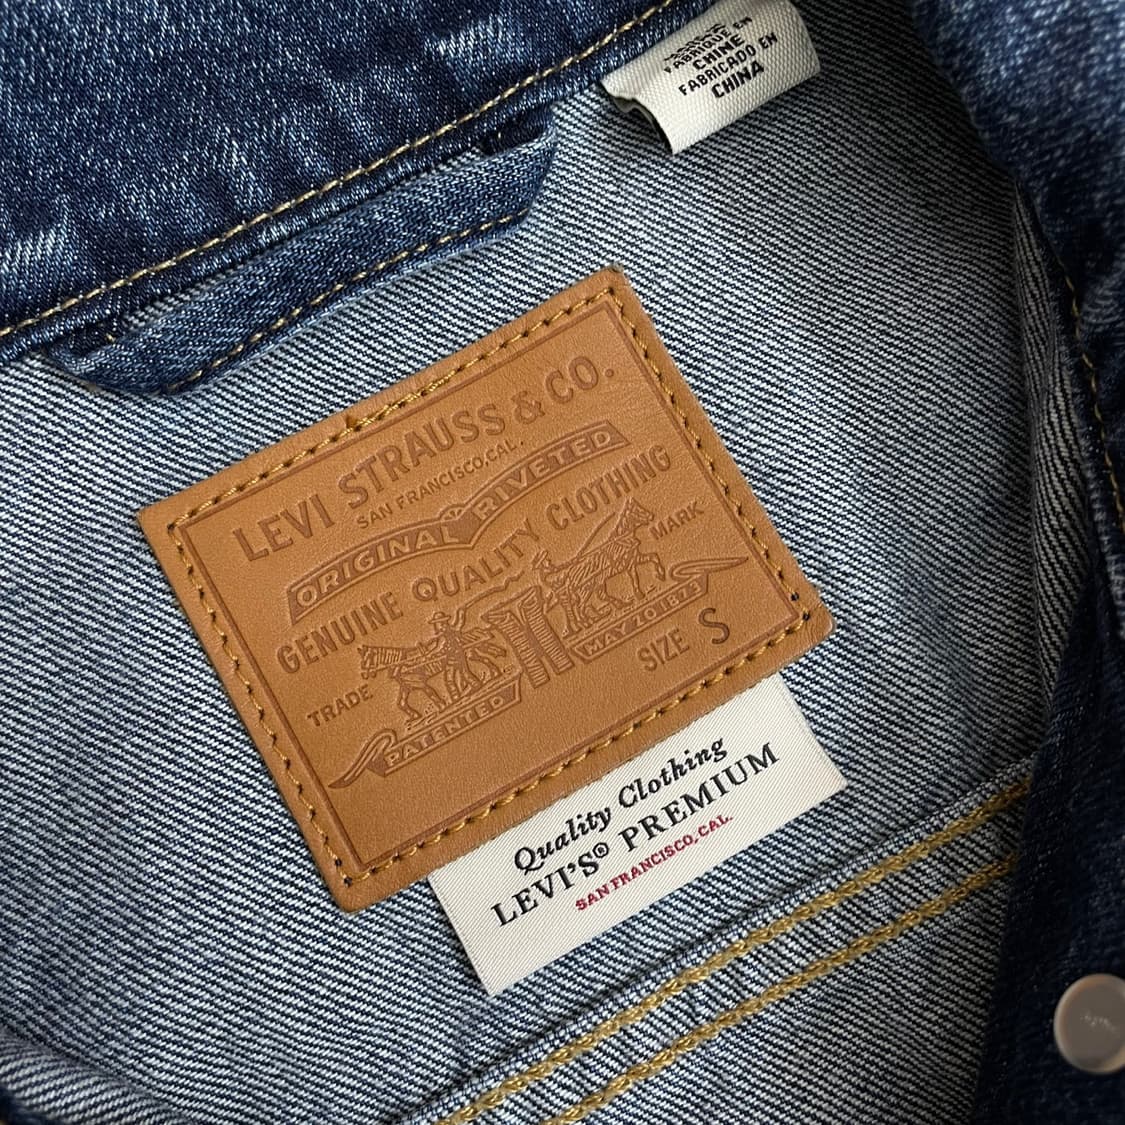 FABRIQUE EN
CHINE
FABRICADO EN
CHINA
LEVI STRAUSS & CO.
SAN FRANCISCO, CAL.
ORIGINAL RIVETED
GENUINE QUALITY CLOTHING
TRADE MARK
PATENTED MAY 20 1873
SIZE S
Quality Clothing
LEVI'S® PREMIUM
SAN FRANCISCO, CAL.